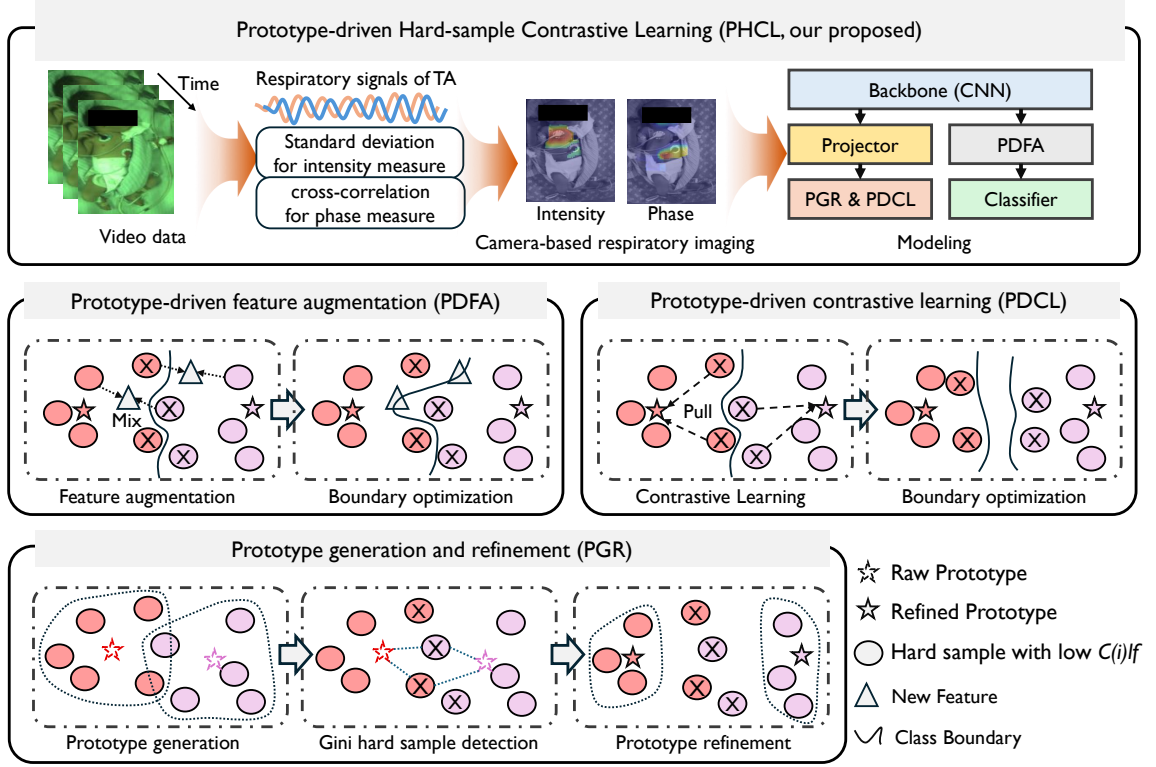 Prototype-driven Hard-sample Contrastive Learning (PHCL, our proposed)
Time
Video data
Respiratory signals of TA
Standard deviation
for intensity measure
cross-correlation
for phase measure
Intensity
Phase
Camera-based respiratory imaging
Backbone (CNN)
Projector
PDFA
PGR & PDCL
Classifier
Modeling
Prototype-driven feature augmentation (PDFA)
X
X
Mix
X
X
Feature augmentation
X
X
X
X
Boundary optimization
Prototype-driven contrastive learning (PDCL)
X
Pull
X
X
X
Contrastive Learning
X
X
X
X
Boundary optimization
Prototype generation and refinement (PGR)
Prototype generation
X
X
X
X
Gini hard sample detection
X
X
X
X
Prototype refinement
Raw Prototype
Refined Prototype
Hard sample with low C(i)lf
New Feature
Class Boundary